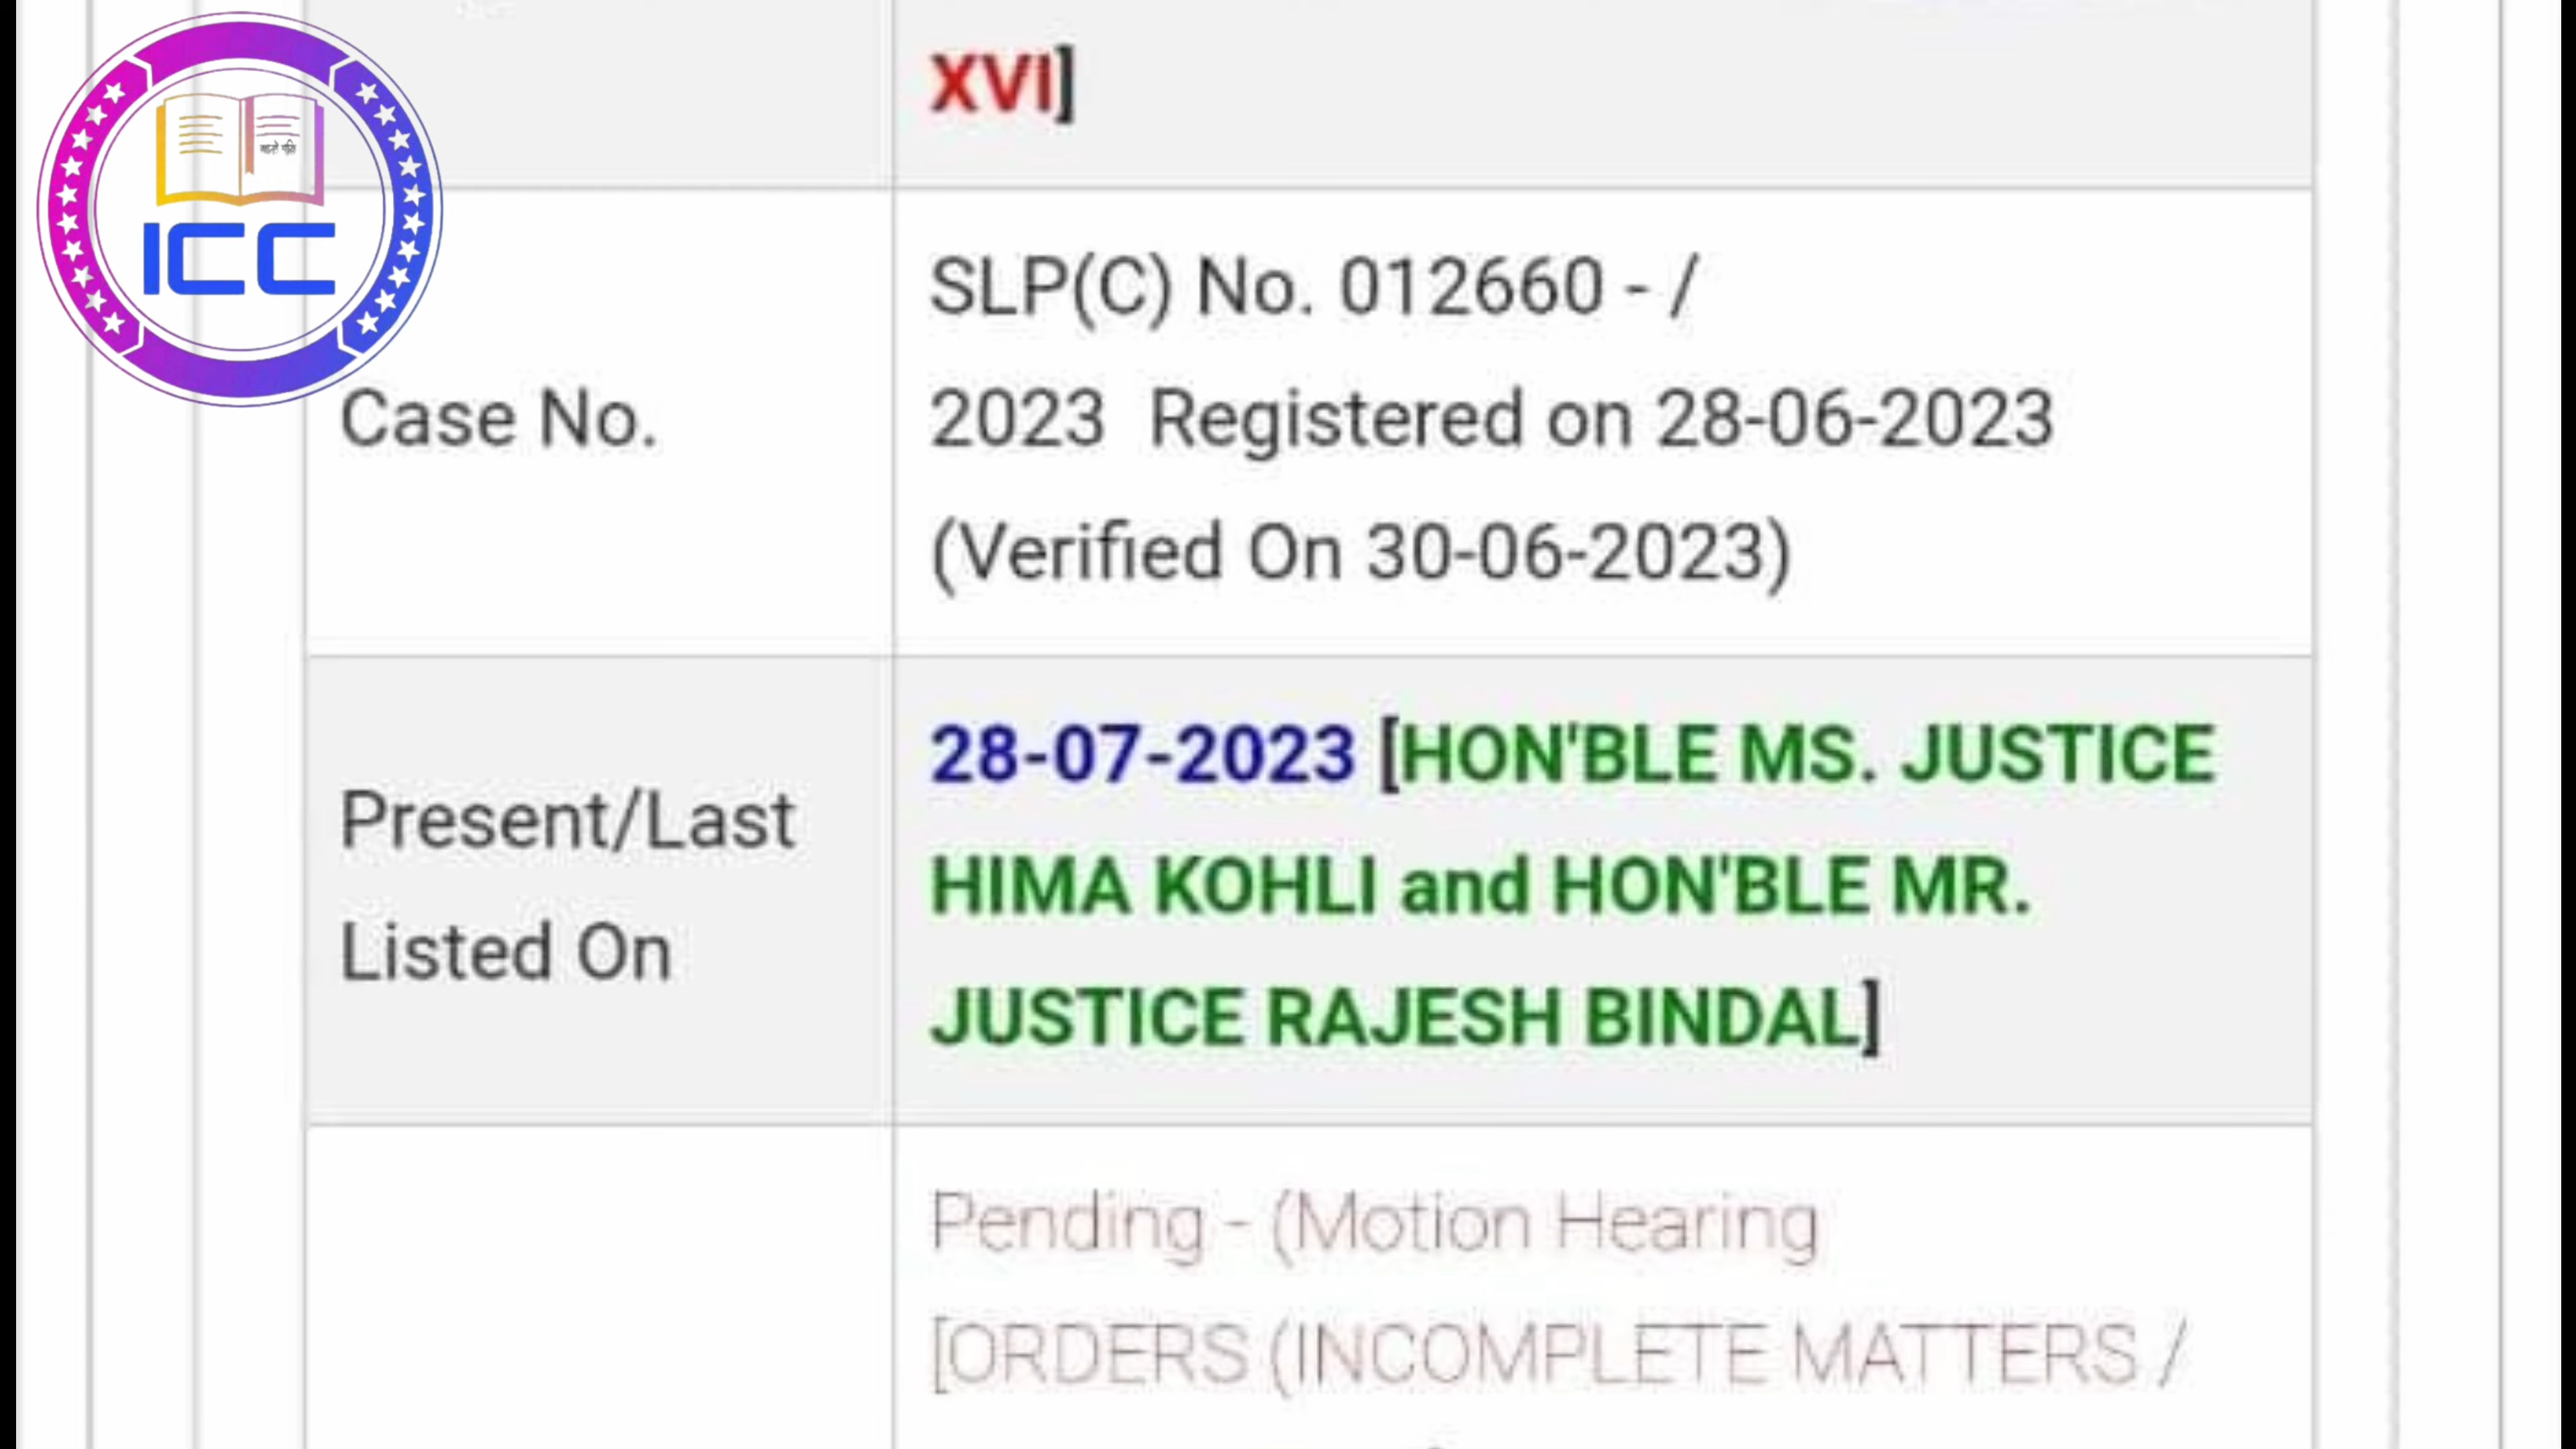 XVI]
ICC
SLP(C) No. 012660 - /
Case No.
2023 Registered on 28-06-2023
(Verified On 30-06-2023)
Present/Last
Listed On
28-07-2023 [HON'BLE MS. JUSTICE
HIMA KOHLI and HON'BLE MR.
JUSTICE RAJESH BINDAL]
Pending - (Motion Hearing
[ORDERS (INCOMPLETE MATTERS /